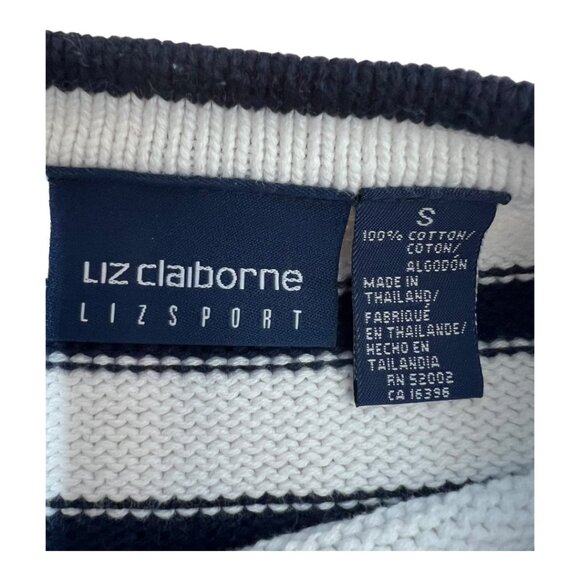 Liz claiborne
LIZSPORT
S
100% COTTON/
COTON/
ALGODÓN
MADE IN
THAILAND/
FABRIQUÉ
EN THAILANDE/
HECHO EN
TAILANDIA
RN 52002
CA 16396